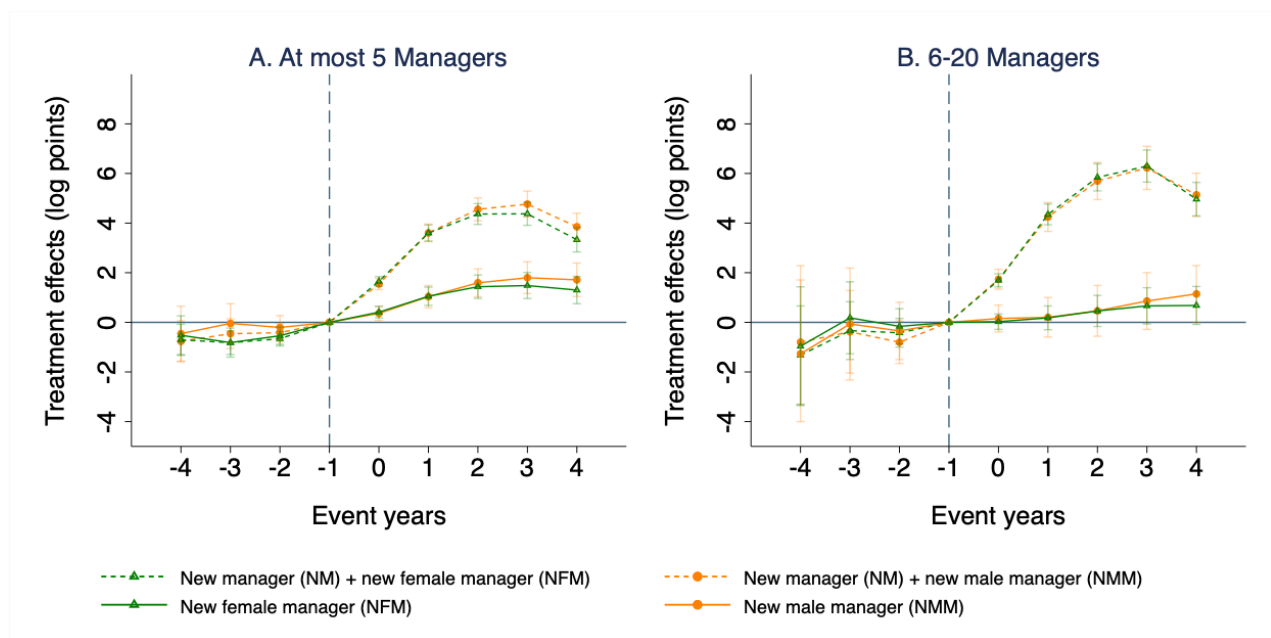 A. At most 5 Managers
Treatment effects (log points)
8
6
4
2
0
-2
-4
-4 -3 -2 -1 0 1 2 3 4
Event years
B. 6-20 Managers
Treatment effects (log points)
8
6
4
2
0
-2
-4
-4 -3 -2 -1 0 1 2 3 4
Event years
New manager (NM) + new female manager (NFM)
New manager (NM) + new male manager (NMM)
New female manager (NFM)
New male manager (NMM)